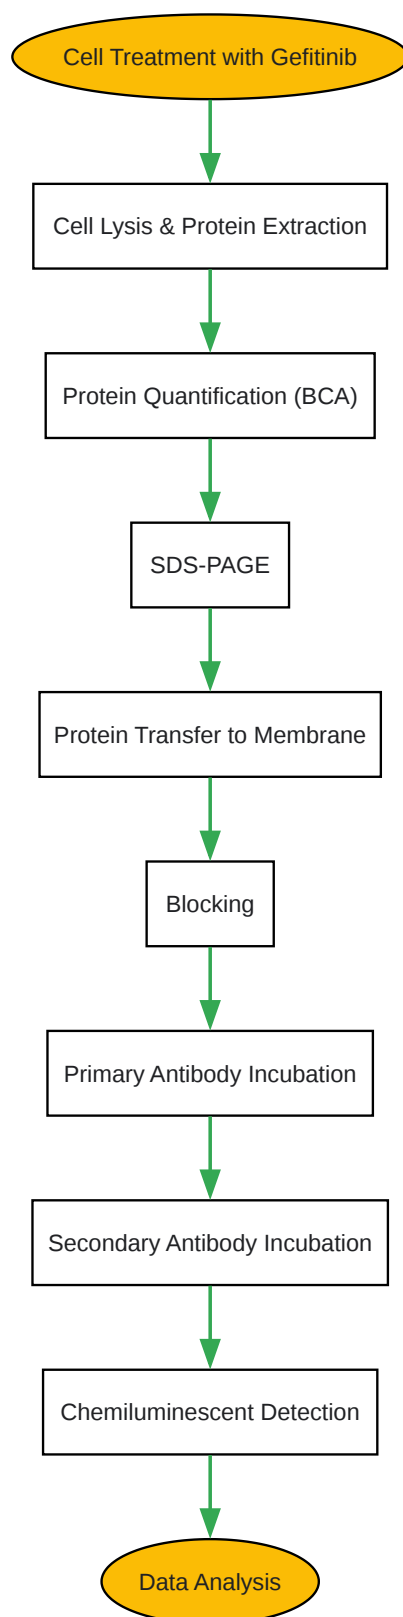 Cell Treatment with Gefitinib
Cell Lysis & Protein Extraction
Protein Quantification (BCA)
SDS-PAGE
Protein Transfer to Membrane
Blocking
Primary Antibody Incubation
Secondary Antibody Incubation
Chemiluminescent Detection
Data Analysis